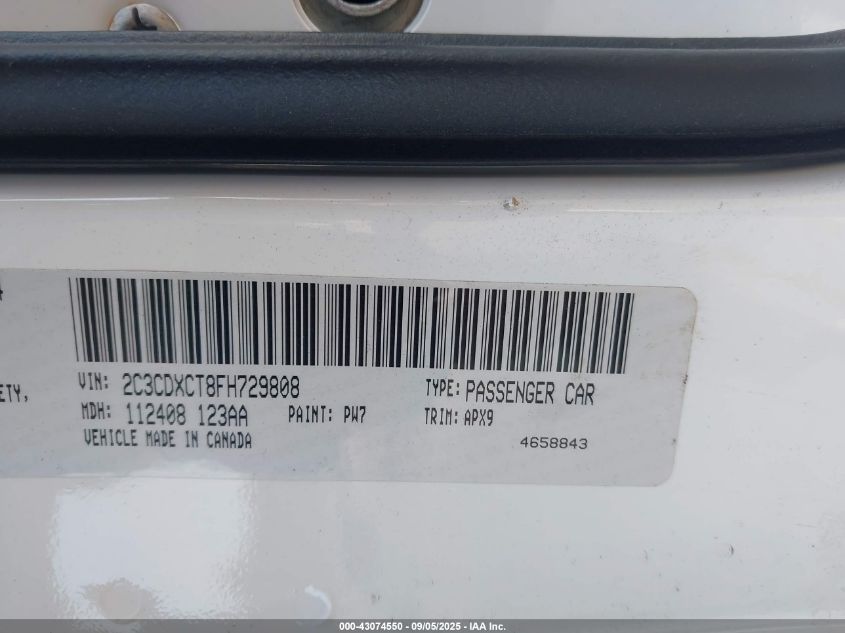 4
ETY,
VIN: 2C3CDXCT8FH729808
TYPE: PASSENGER CAR
MDH: 112408 123AA
PAINT: PW7
TRIM: APX9
VEHICLE MADE IN CANADA
4658843
000-43074550 - 09/05/2025 - IAA Inc.